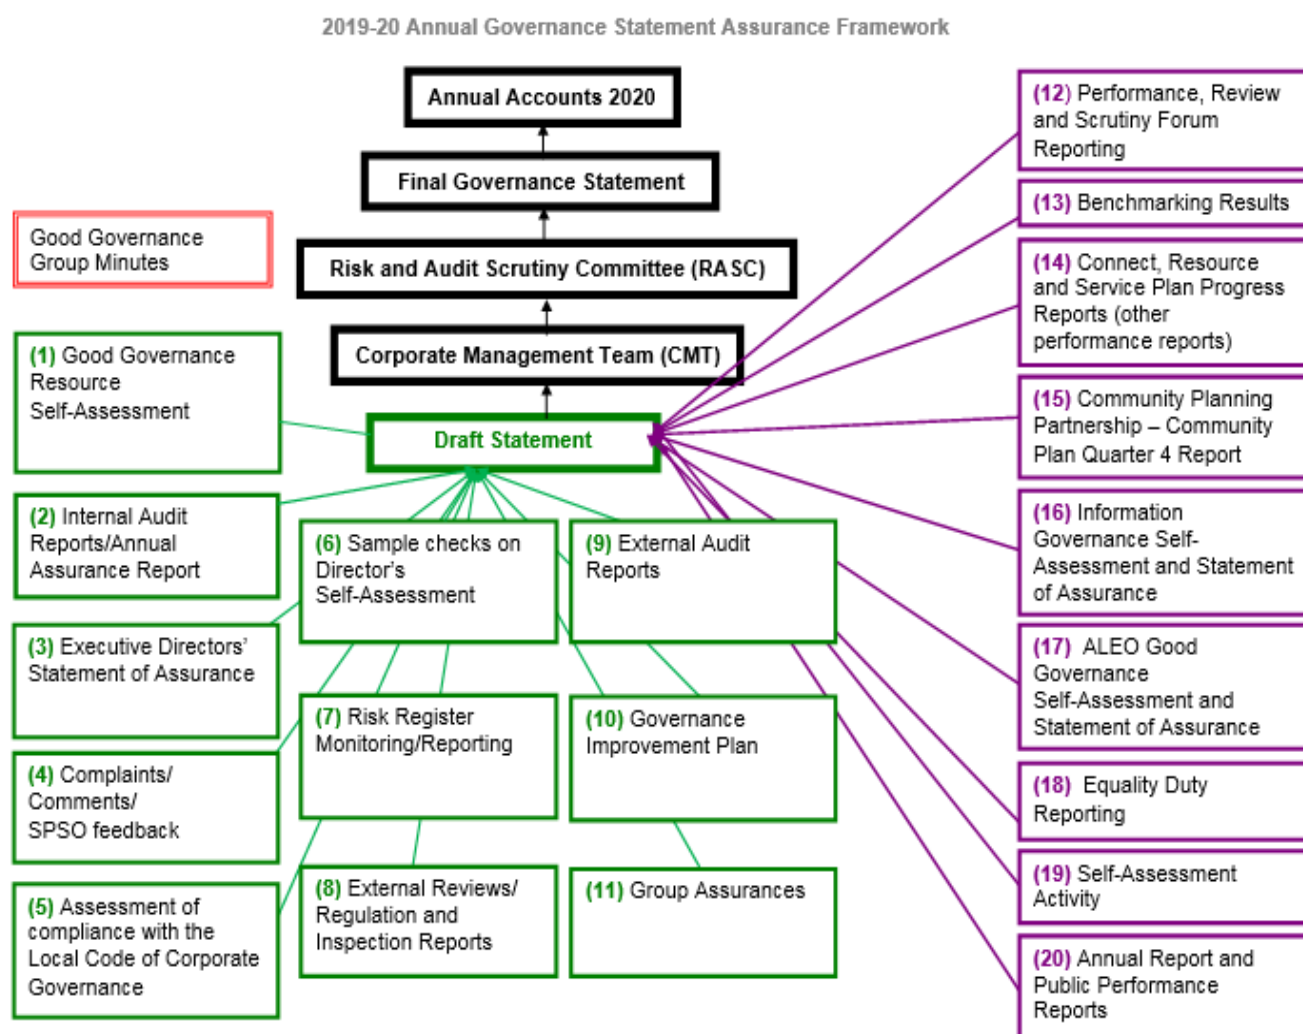 2019-20 Annual Governance Statement Assurance Framework
Annual Accounts 2020
Final Governance Statement
Risk and Audit Scrutiny Committee (RASC)
Corporate Management Team (CMT)
Draft Statement
Good Governance
Group Minutes
(1) Good Governance
Resource
Self-Assessment
(2) Internal Audit
Reports/Annual
Assurance Report
(3) Executive Directors’
Statement of Assurance
(4) Complaints/
Comments/
SPSO feedback
(5) Assessment of
compliance with the
Local Code of Corporate
Governance
(6) Sample checks on
Director’s
Self-Assessment
(7) Risk Register
Monitoring/Reporting
(8) External Reviews/
Regulation and
Inspection Reports
(9) External Audit
Reports
(10) Governance
Improvement Plan
(11) Group Assurances
(12) Performance, Review
and Scrutiny Forum
Reporting
(13) Benchmarking Results
(14) Connect, Resource
and Service Plan Progress
Reports (other
performance reports)
(15) Community Planning
Partnership – Community
Plan Quarter 4 Report
(16) Information
Governance Self-
Assessment and Statement
of Assurance
(17) ALEO Good
Governance
Self-Assessment and
Statement of Assurance
(18) Equality Duty
Reporting
(19) Self-Assessment
Activity
(20) Annual Report and
Public Performance
Reports